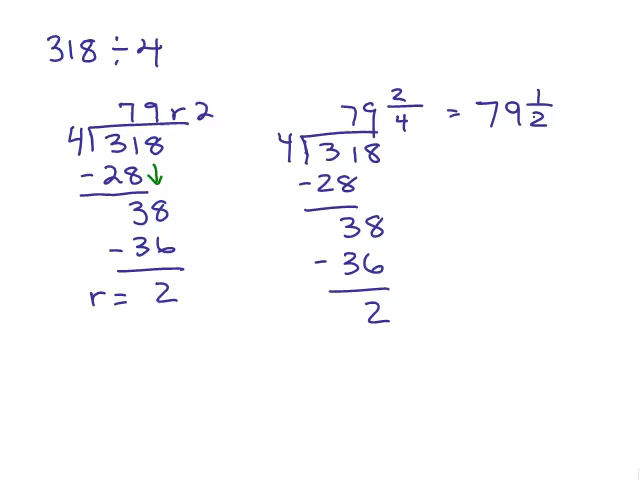 318 ÷ 4
79 r 2
4 318
- 28 ↓
38
- 36
r = 2
79 2/4 = 79 1/2
4 318
- 28
38
- 36
2